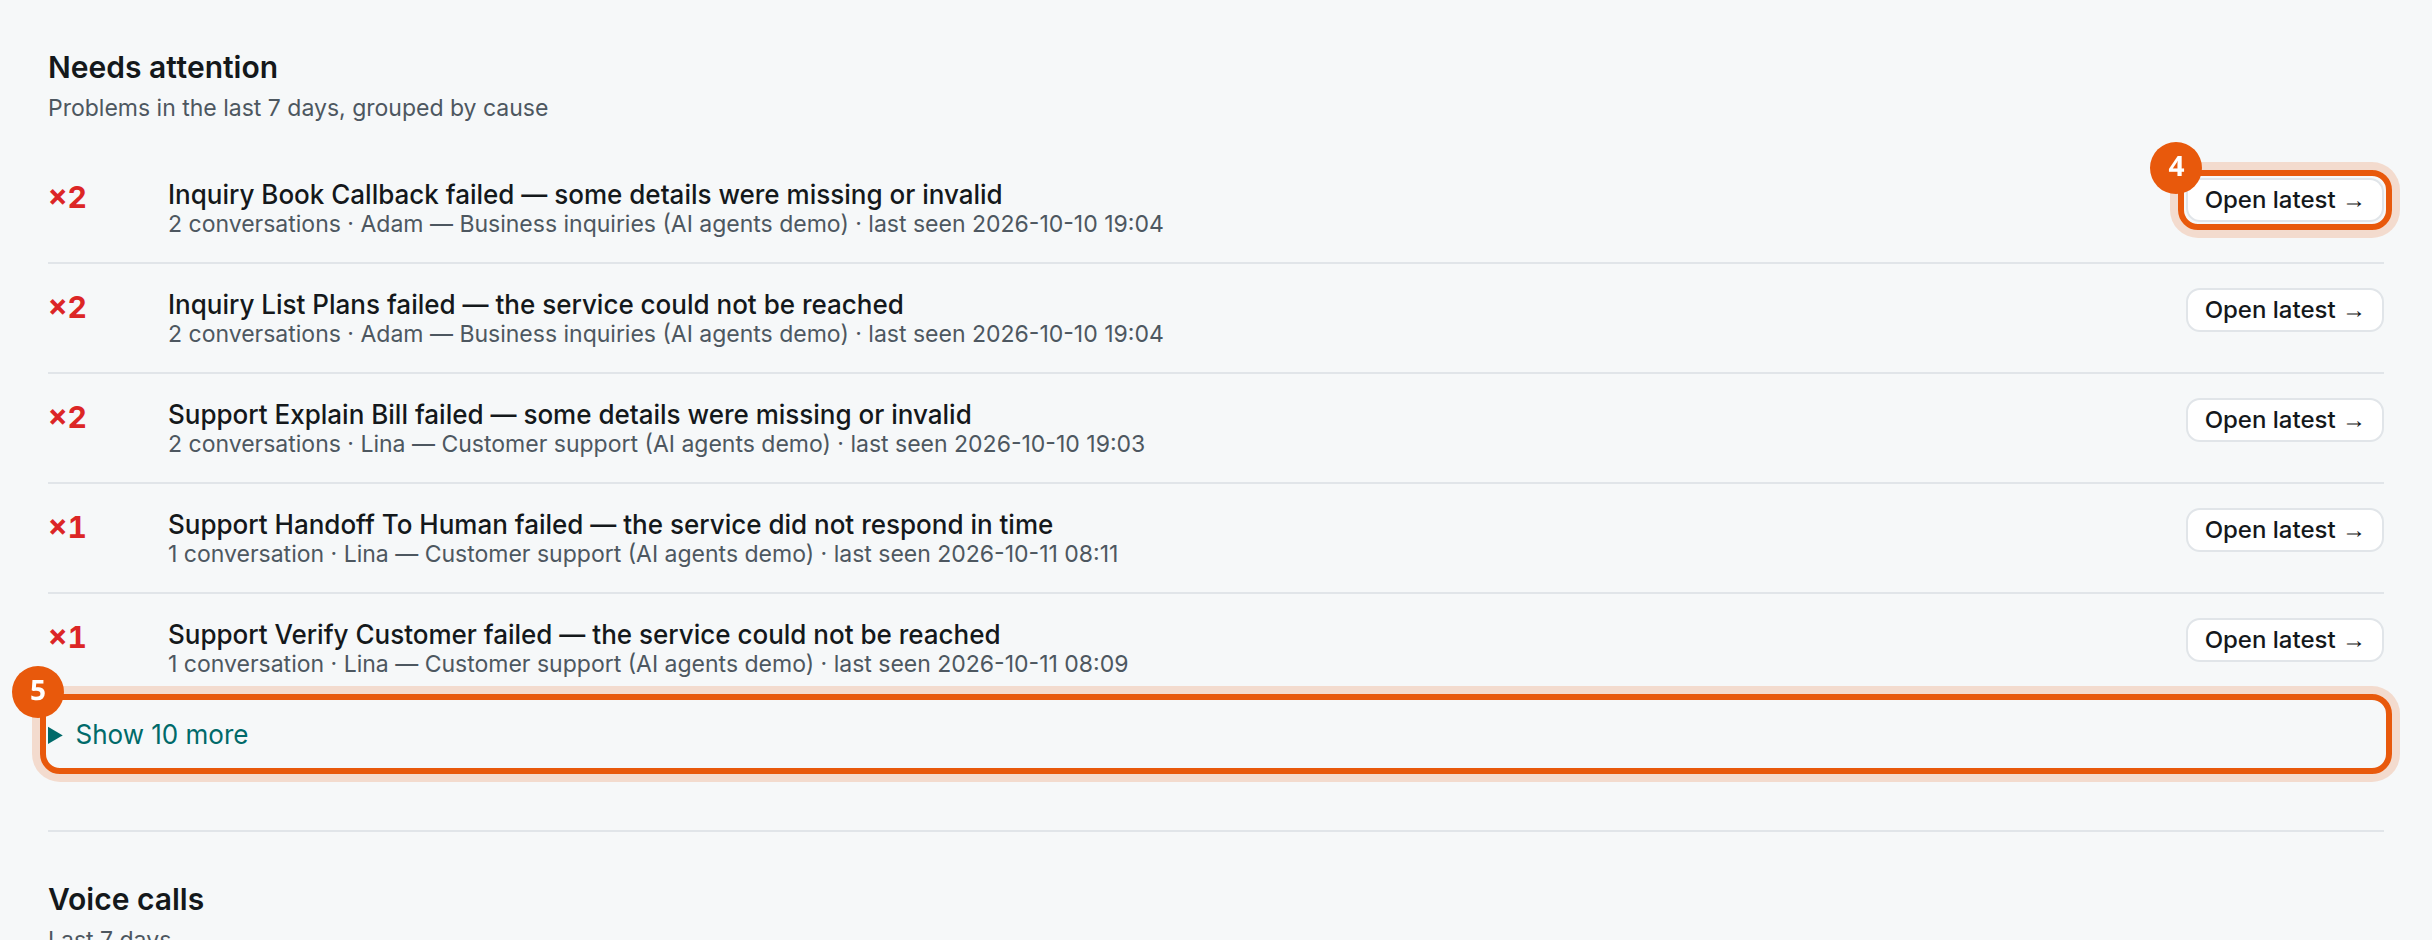 Needs attention
Problems in the last 7 days, grouped by cause
4
×2 Inquiry Book Callback failed — some details were missing or invalid Open latest →
2 conversations · Adam — Business inquiries (AI agents demo) · last seen 2026-10-10 19:04
×2 Inquiry List Plans failed — the service could not be reached Open latest →
2 conversations · Adam — Business inquiries (AI agents demo) · last seen 2026-10-10 19:04
×2 Support Explain Bill failed — some details were missing or invalid Open latest →
2 conversations · Lina — Customer support (AI agents demo) · last seen 2026-10-10 19:03
×1 Support Handoff To Human failed — the service did not respond in time Open latest →
1 conversation · Lina — Customer support (AI agents demo) · last seen 2026-10-11 08:11
×1 Support Verify Customer failed — the service could not be reached Open latest →
1 conversation · Lina — Customer support (AI agents demo) · last seen 2026-10-11 08:09
5
▶ Show 10 more
Voice calls
Last 7 days